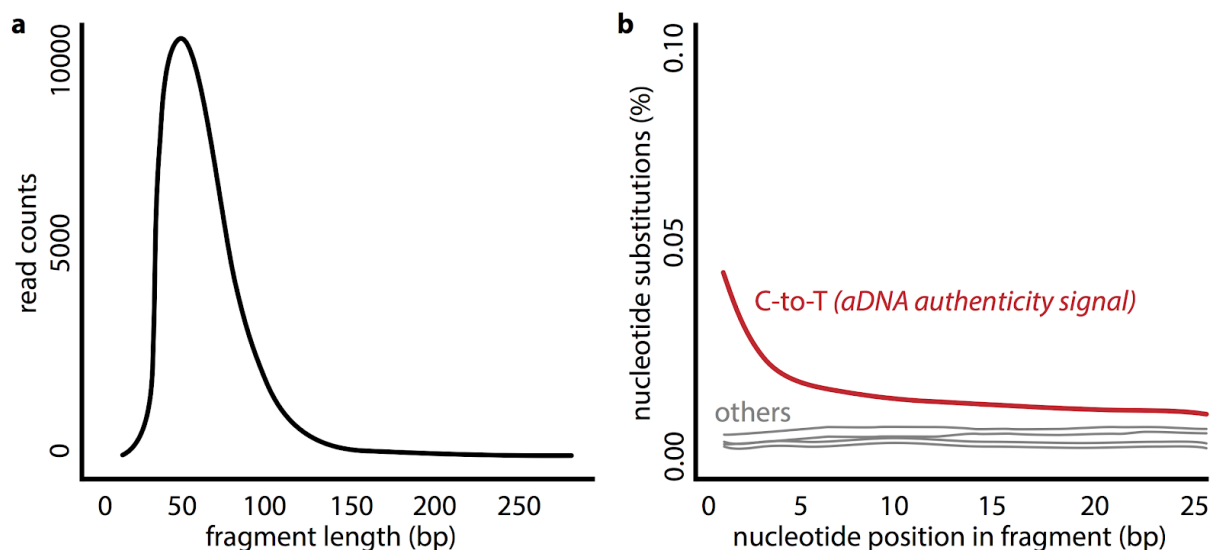 a
10000
5000
0
read counts
0 50 100 150 200 250
fragment length (bp)
b
0.10
0.05
0.00
nucleotide substitutions (%)
C-to-T (aDNA authenticity signal)
others
0 5 10 15 20 25
nucleotide position in fragment (bp)